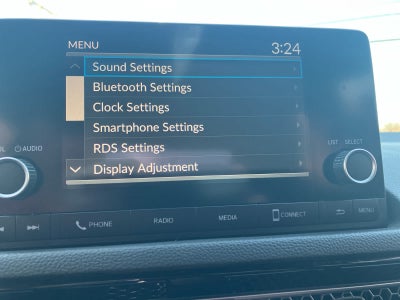 MENU 3:24
Sound Settings
Bluetooth Settings
Clock Settings
Smartphone Settings
RDS Settings
Display Adjustment
OL AUDIO
LIST SELECT
PHONE RADIO MEDIA CONNECT MENU